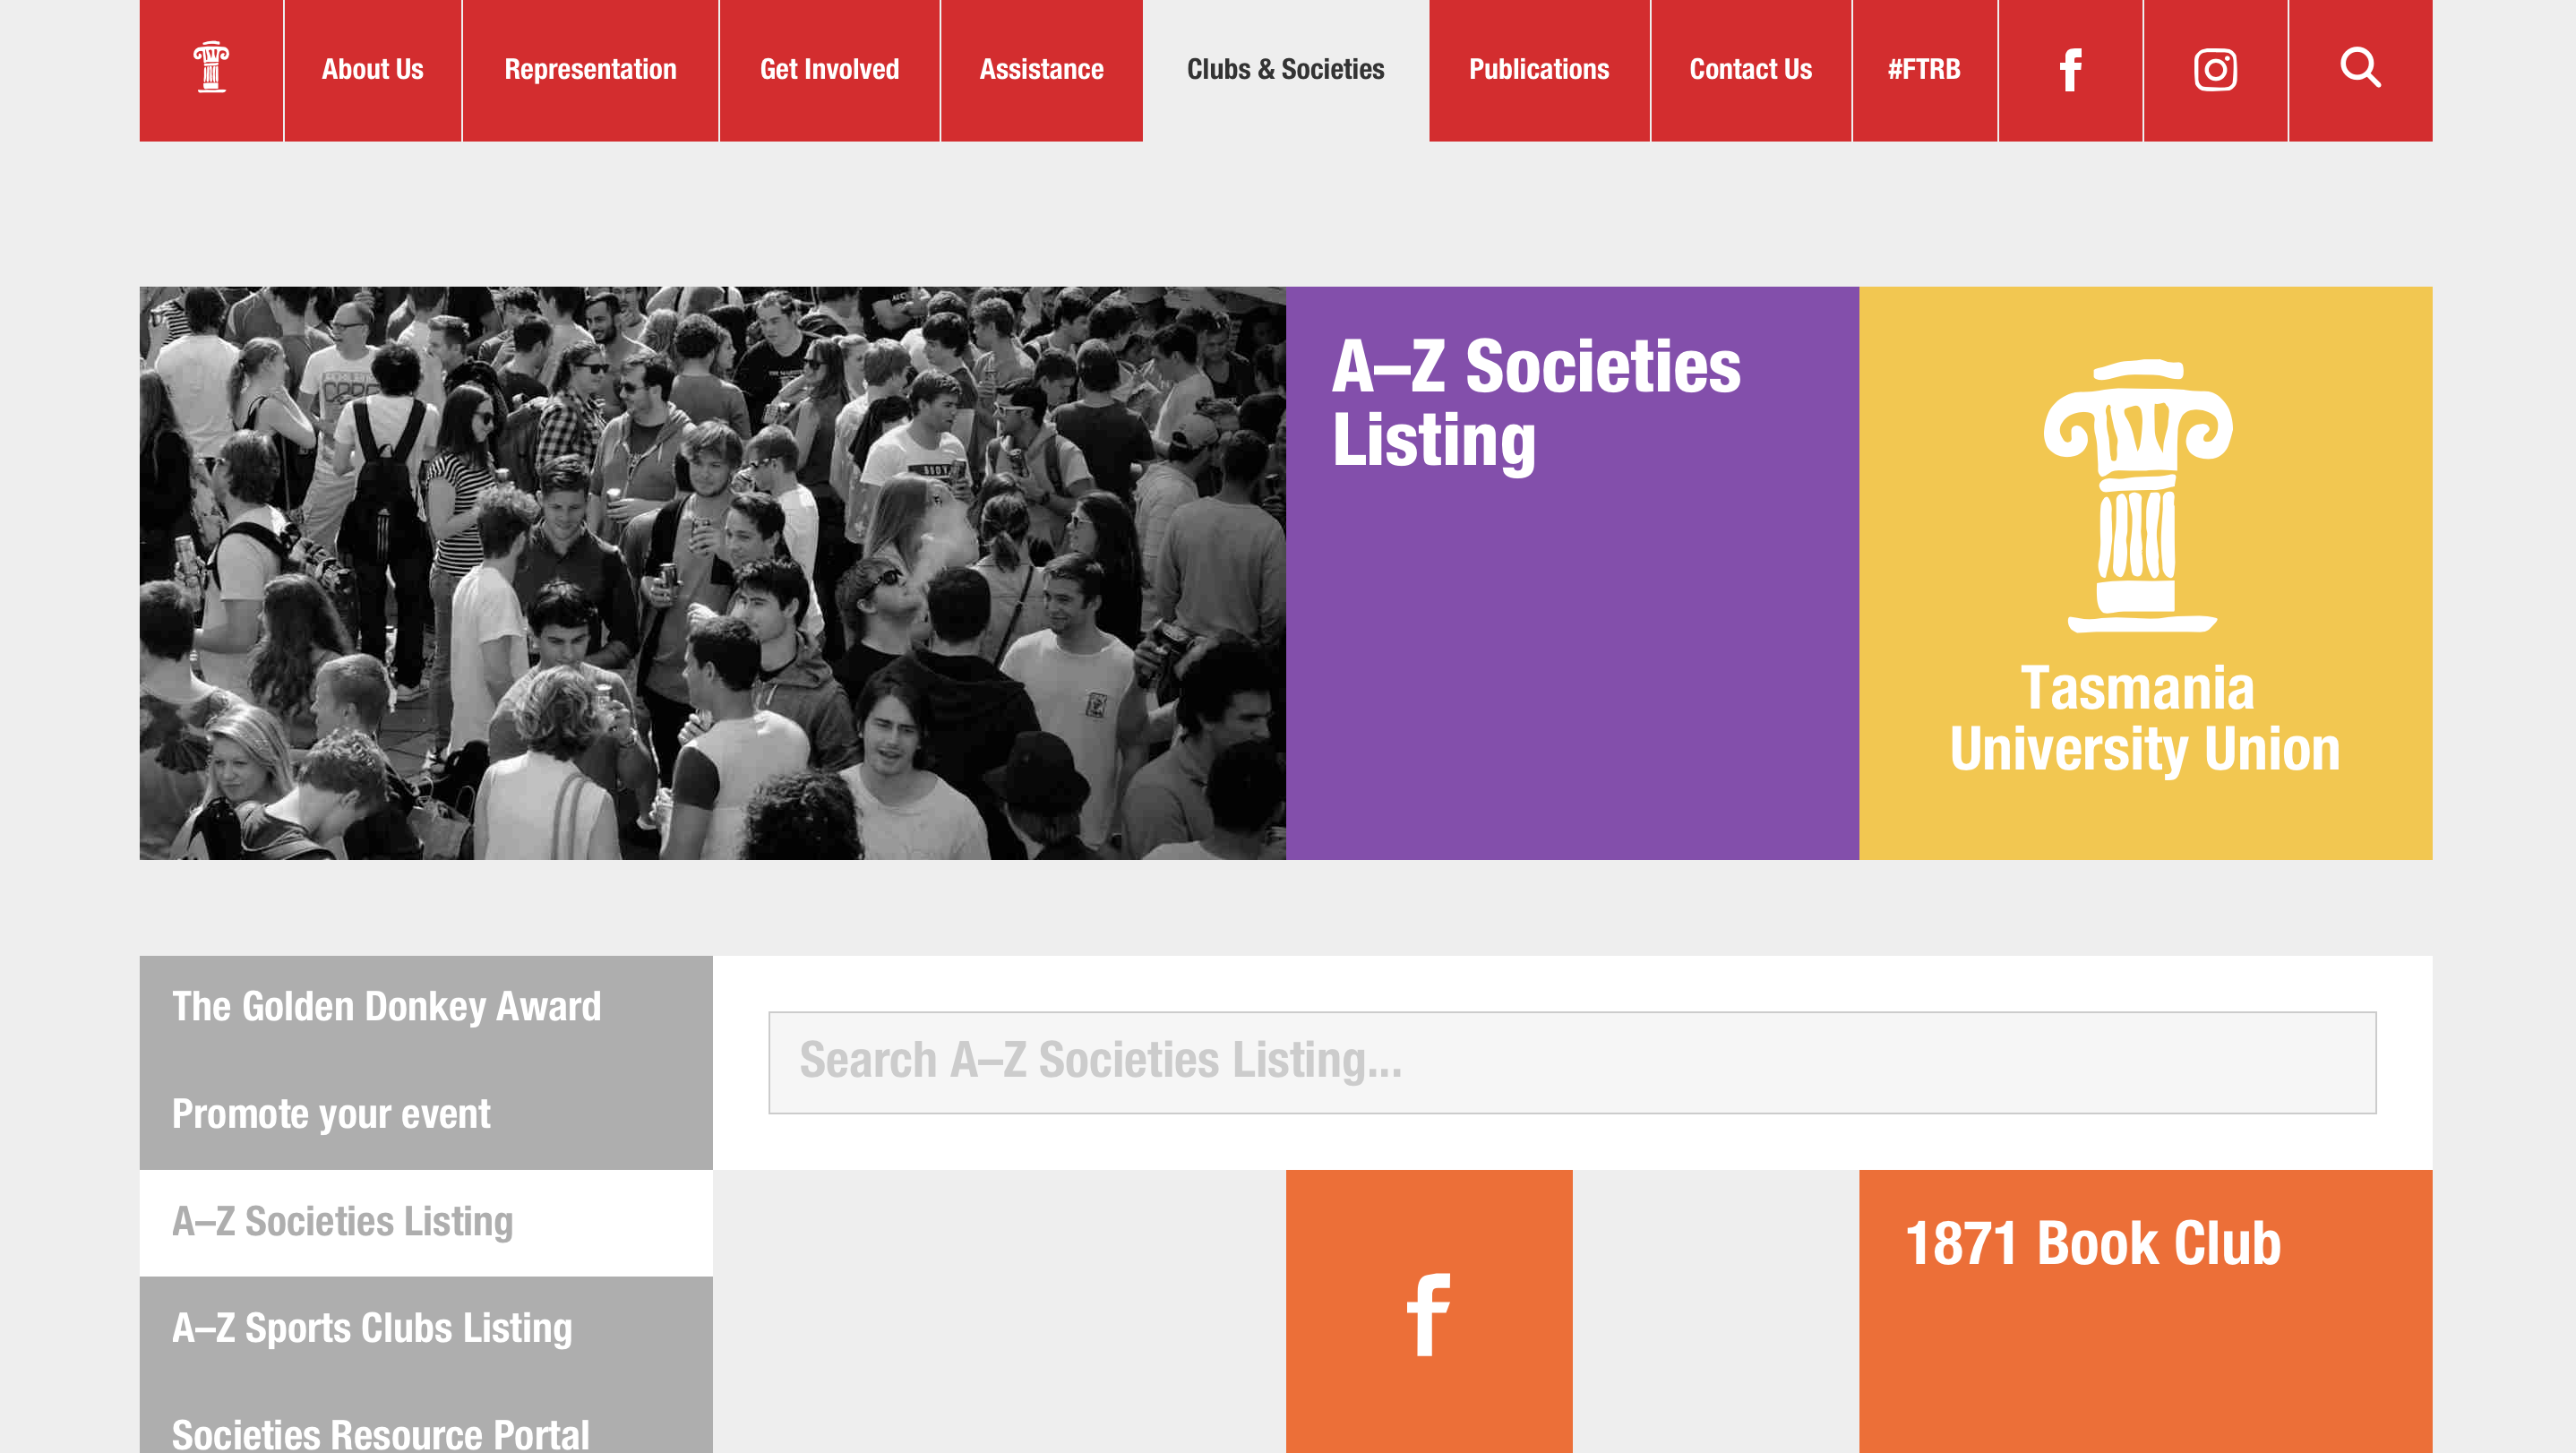 About Us
Representation
Get Involved
Assistance
Clubs & Societies
Publications
Contact Us
#FTRB
A–Z Societies
Listing
Tasmania
University Union
The Golden Donkey Award
Promote your event
A–Z Societies Listing
A–Z Sports Clubs Listing
Societies Resource Portal
Search A–Z Societies Listing...
1871 Book Club